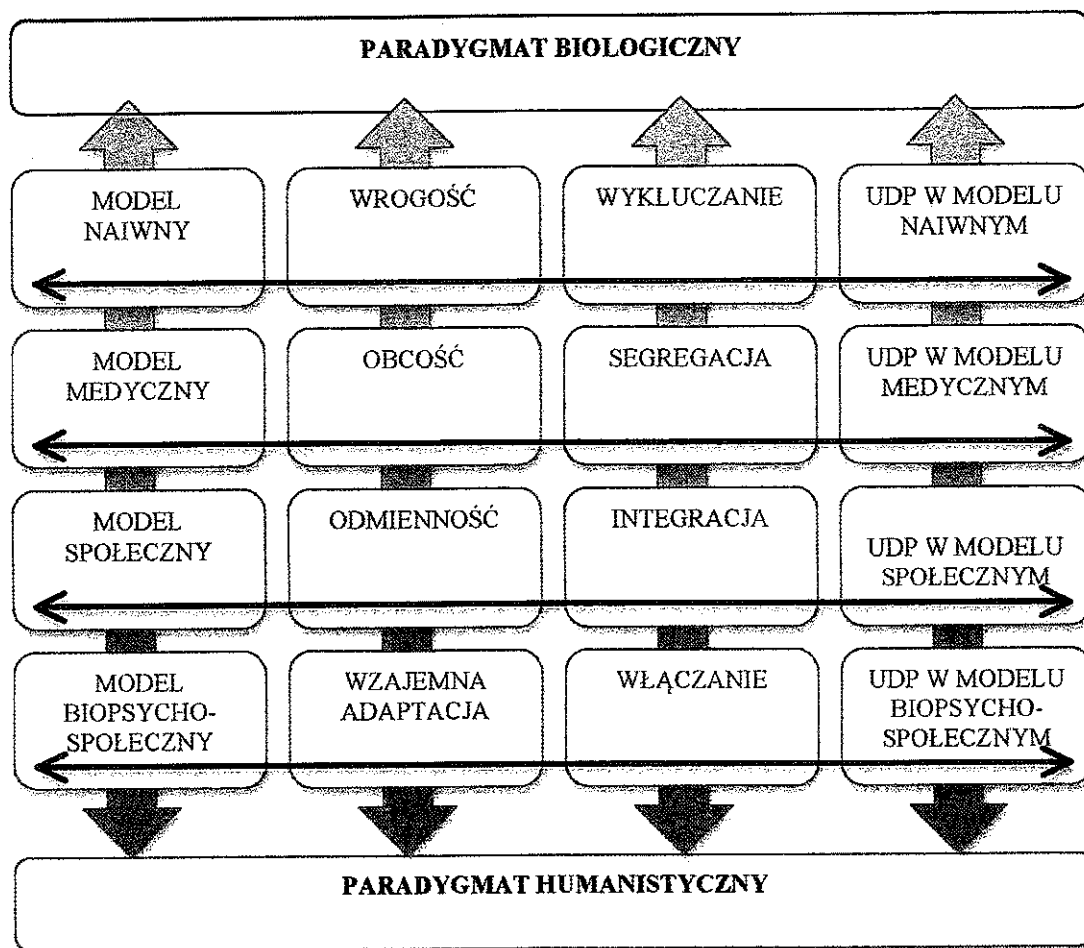 PARADYGMAT BIOLOGICZNY
MODEL
NAIWNY
WROGOŚĆ
WYKLUCZANIE
UDP W MODELU
NAIWNYM
MODEL
MEDYCZNY
OBCOŚĆ
SEGREGACJA
UDP W MODELU
MEDYCZNYM
MODEL
SPOŁECZNY
ODMIENNOŚĆ
INTEGRACJA
UDP W MODELU
SPOŁECZNYM
MODEL
BIOPSYCHO-
SPOŁECZNY
WZAJEMNA
ADAPTACJA
WŁĄCZANIE
UDP W MODELU
BIOPSYCHO-
SPOŁECZNYM
PARADYGMAT HUMANISTYCZNY